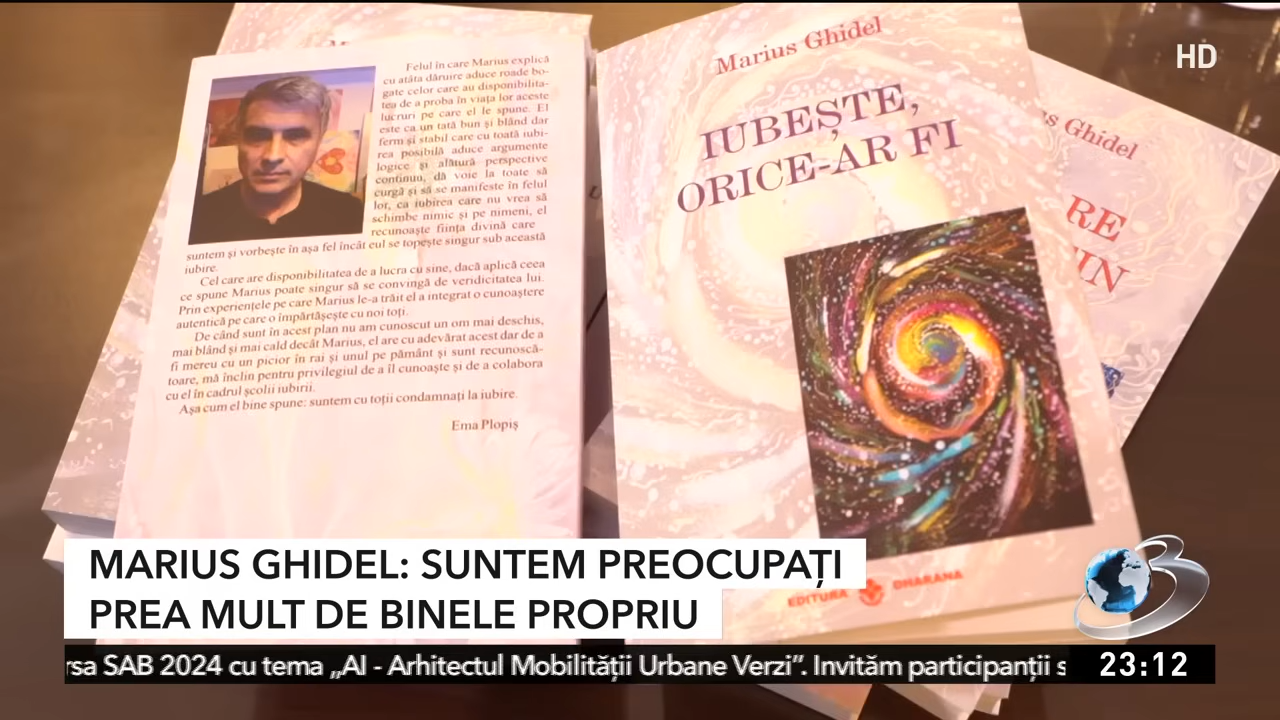 HD
Felul în care Marius explică
cu atâta dăruire aduce roade bo-
gate celor care au disponibilita-
tea de a proba în viața lor aceste
lucruri pe care el le spune. El
este ca un tată bun și blând dar
ferm și stabil care cu toată iubi-
rea posibilă aduce argumente
logice și alătură perspective
continuu, dă voie la toate să
curgă și să se manifeste în felul
lor, ca iubirea care nu vrea să
schimbe nimic și pe nimeni, el
recunoaște ființa divină care
suntem și vorbește în așa fel încât eul se topește singur sub această
iubire.
Cel care are disponibilitatea de a lucra cu sine, dacă aplică ceea
ce spune Marius poate singur să se convingă de veridicitatea lui.
Prin experiențele pe care Marius le-a trăit el a integrat o cunoaștere
autentică pe care o împărtășește cu noi toți.
De când sunt în acest plan nu am cunoscut un om mai deschis,
mai blând și mai cald decât Marius, el are cu adevărat acest dar de a
fi mereu cu un picior în rai și unul pe pământ și sunt recunoscă-
toare, mă înclin pentru privilegiul de a îl cunoaște și de a colabora
cu el în cadrul școlii iubirii.
Așa cum el bine spune: suntem cu toții condamnați la iubire.
Ema Plopiș
Marius Ghidel
IUBEȘTE,
ORICE-AR FI
EDITURA DHARANA
us Ghidel
RE
IN
3
MARIUS GHIDEL: SUNTEM PREOCUPAȚI
PREA MULT DE BINELE PROPRIU
rsa SAB 2024 cu tema „AI - Arhitectul Mobilității Urbane Verzi”. Invităm participanții s
23:12